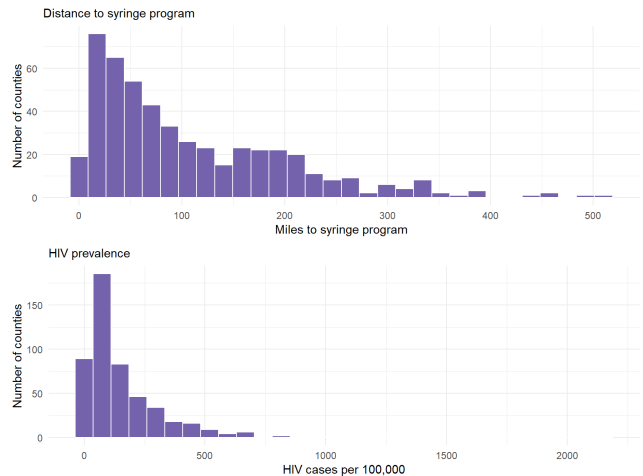 Distance to syringe program
60
40
20
0
Number of counties
0 100 200 300 400 500
Miles to syringe program
HIV prevalence
150
100
50
0
Number of counties
0 500 1000 1500 2000
HIV cases per 100,000